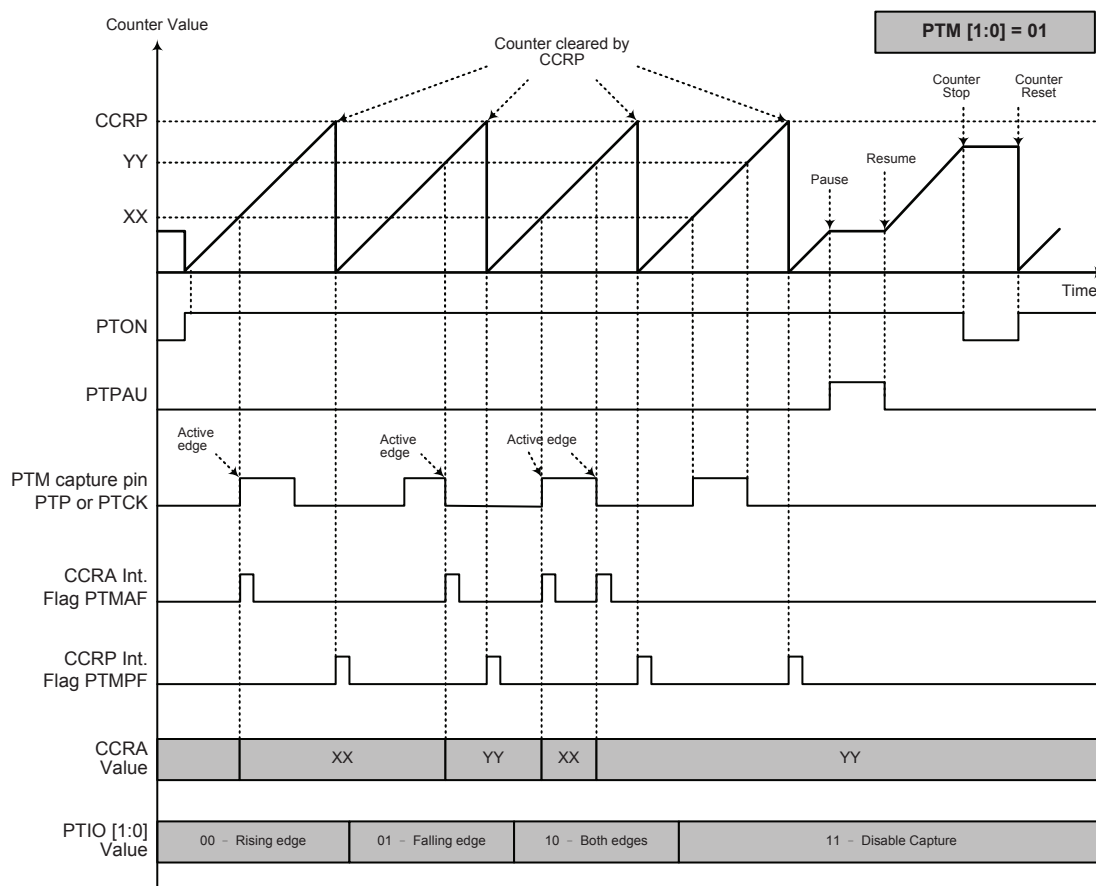 Counter Value
PTM [1:0] = 01
Counter cleared by
CCRP
Counter
Stop
Counter
Reset
CCRP
YY
Resume
Pause
XX
Time
PTON
PTPAU
Active
edge
Active
edge
Active edge
PTM capture pin
PTP or PTCK
CCRA Int.
Flag PTMAF
CCRP Int.
Flag PTMPF
CCRA
Value
XX
YY
XX
YY
PTIO [1:0]
Value
00 – Rising edge
01 – Falling edge
10 – Both edges
11 – Disable Capture